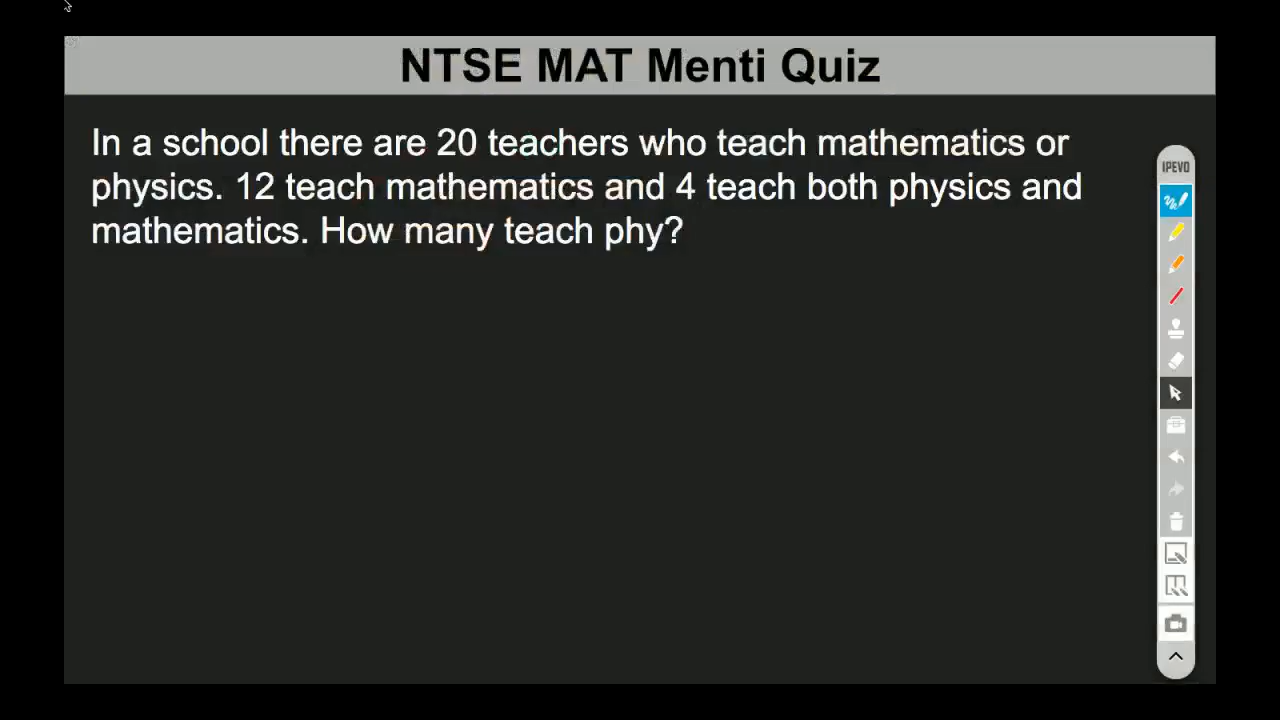 NTSE MAT Menti Quiz
In a school there are 20 teachers who teach mathematics or
physics. 12 teach mathematics and 4 teach both physics and
mathematics. How many teach phy?
IPEVO